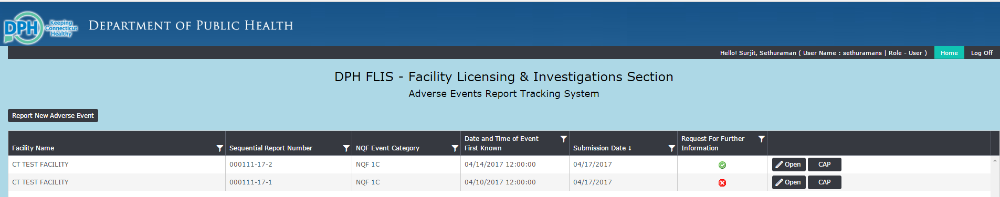 DPH Keeping
Connecticut
Healthy
DEPARTMENT OF PUBLIC HEALTH
Hello! Surjit, Sethuraman ( User Name : sethuramans | Role - User ) Home Log Off
DPH FLIS - Facility Licensing & Investigations Section
Adverse Events Report Tracking System
Report New Adverse Event
Facility Name Sequential Report Number NQF Event Category Date and Time of Event First Known Submission Date ↓ Request For Further Information
CT TEST FACILITY 000111-17-2 NQF 1C 04/14/2017 12:00:00 04/17/2017 Open CAP
CT TEST FACILITY 000111-17-1 NQF 1C 04/10/2017 12:00:00 04/17/2017 Open CAP